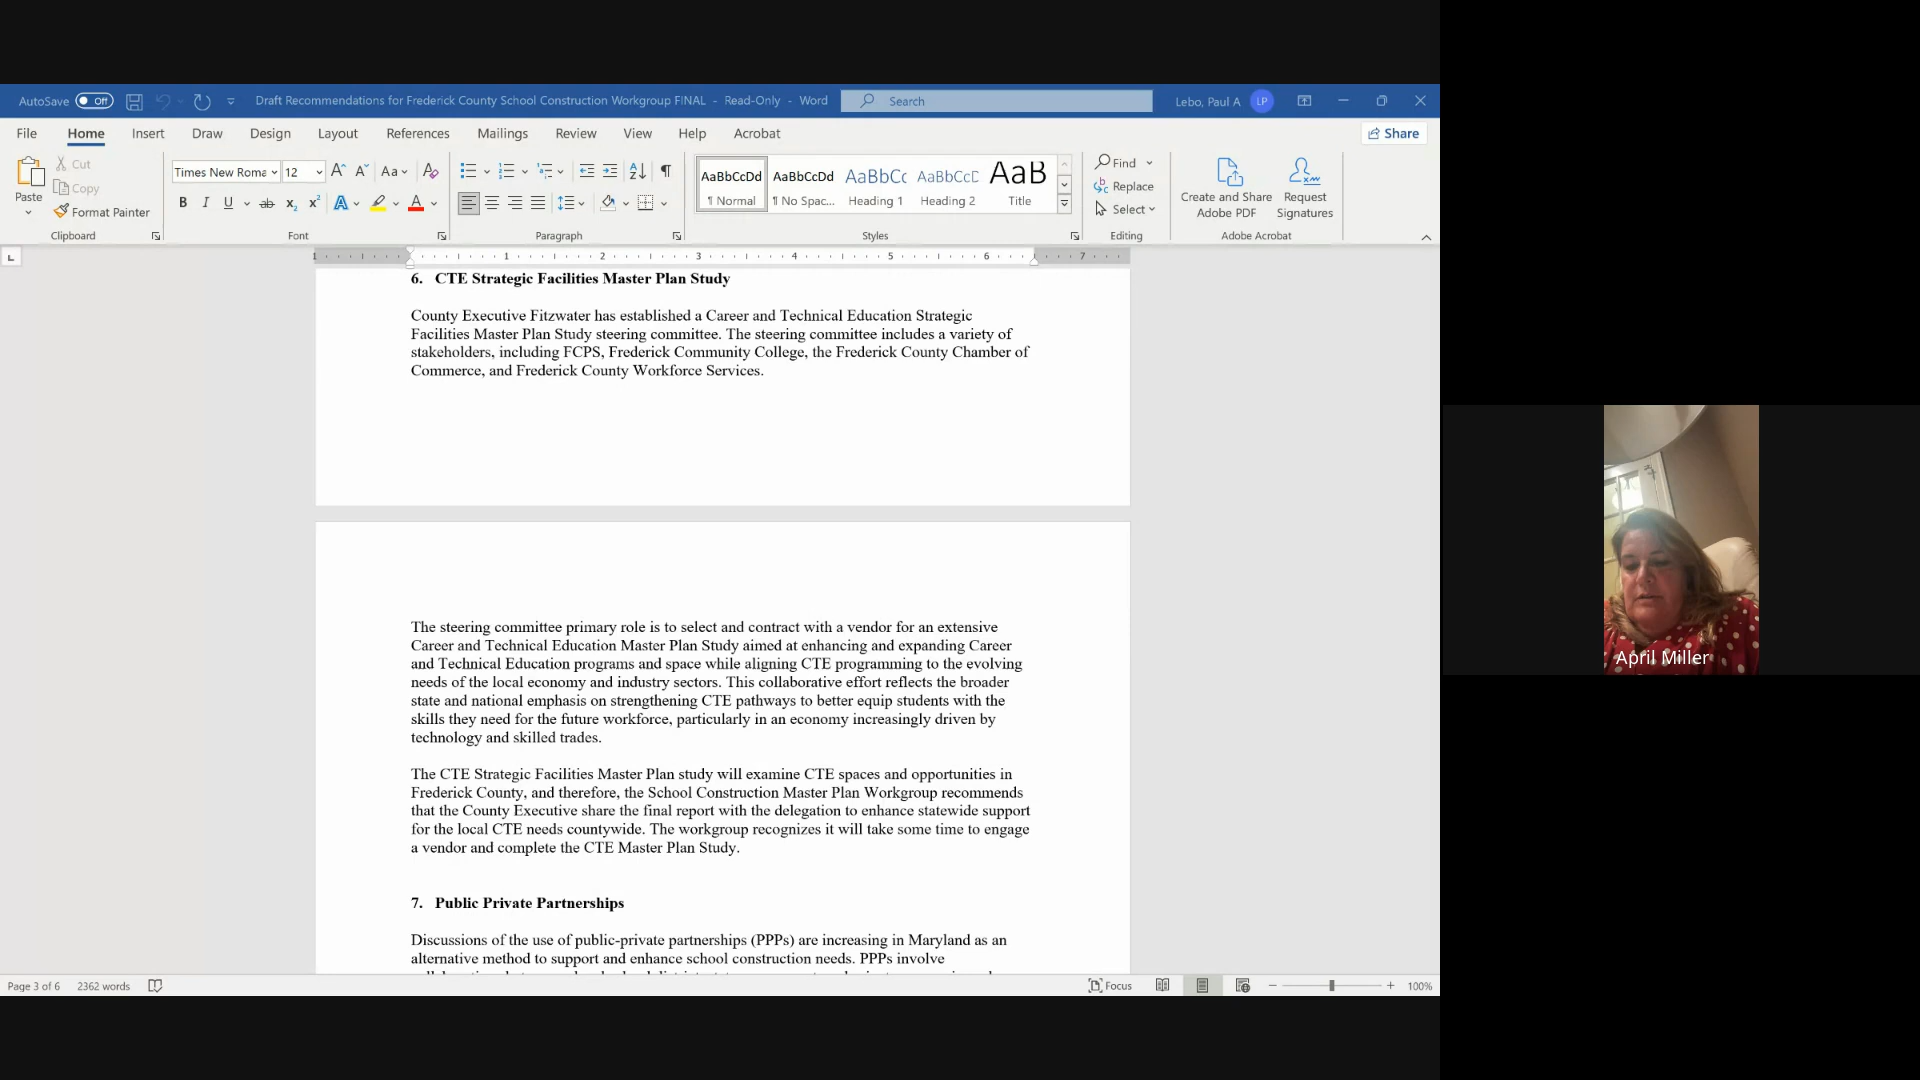 AutoSave Off Draft Recommendations for Frederick County School Construction Workgroup FINAL - Read-Only - Word Search Lebo, Paul A LP
File Home Insert Draw Design Layout References Mailings Review View Help Acrobat Share
Paste
Cut
Copy
Format Painter
Clipboard
Times New Roma 12
Font
Paragraph
AaBbCcDd AaBbCcDd AaBbCc AaBbCcD AaB
¶ Normal ¶ No Spac... Heading 1 Heading 2 Title
Styles
Find
Replace
Select
Editing
Create and Share Adobe PDF
Request Signatures
Adobe Acrobat
1 1 2 3 4 5 6 7
6. CTE Strategic Facilities Master Plan Study
County Executive Fitzwater has established a Career and Technical Education Strategic
Facilities Master Plan Study steering committee. The steering committee includes a variety of
stakeholders, including FCPS, Frederick Community College, the Frederick County Chamber of
Commerce, and Frederick County Workforce Services.
The steering committee primary role is to select and contract with a vendor for an extensive
Career and Technical Education Master Plan Study aimed at enhancing and expanding Career
and Technical Education programs and space while aligning CTE programming to the evolving
needs of the local economy and industry sectors. This collaborative effort reflects the broader
state and national emphasis on strengthening CTE pathways to better equip students with the
skills they need for the future workforce, particularly in an economy increasingly driven by
technology and skilled trades.
The CTE Strategic Facilities Master Plan study will examine CTE spaces and opportunities in
Frederick County, and therefore, the School Construction Master Plan Workgroup recommends
that the County Executive share the final report with the delegation to enhance statewide support
for the local CTE needs countywide. The workgroup recognizes it will take some time to engage
a vendor and complete the CTE Master Plan Study.
7. Public Private Partnerships
Discussions of the use of public-private partnerships (PPPs) are increasing in Maryland as an
alternative method to support and enhance school construction needs. PPPs involve
Page 3 of 6 2362 words Focus 100%
April Miller